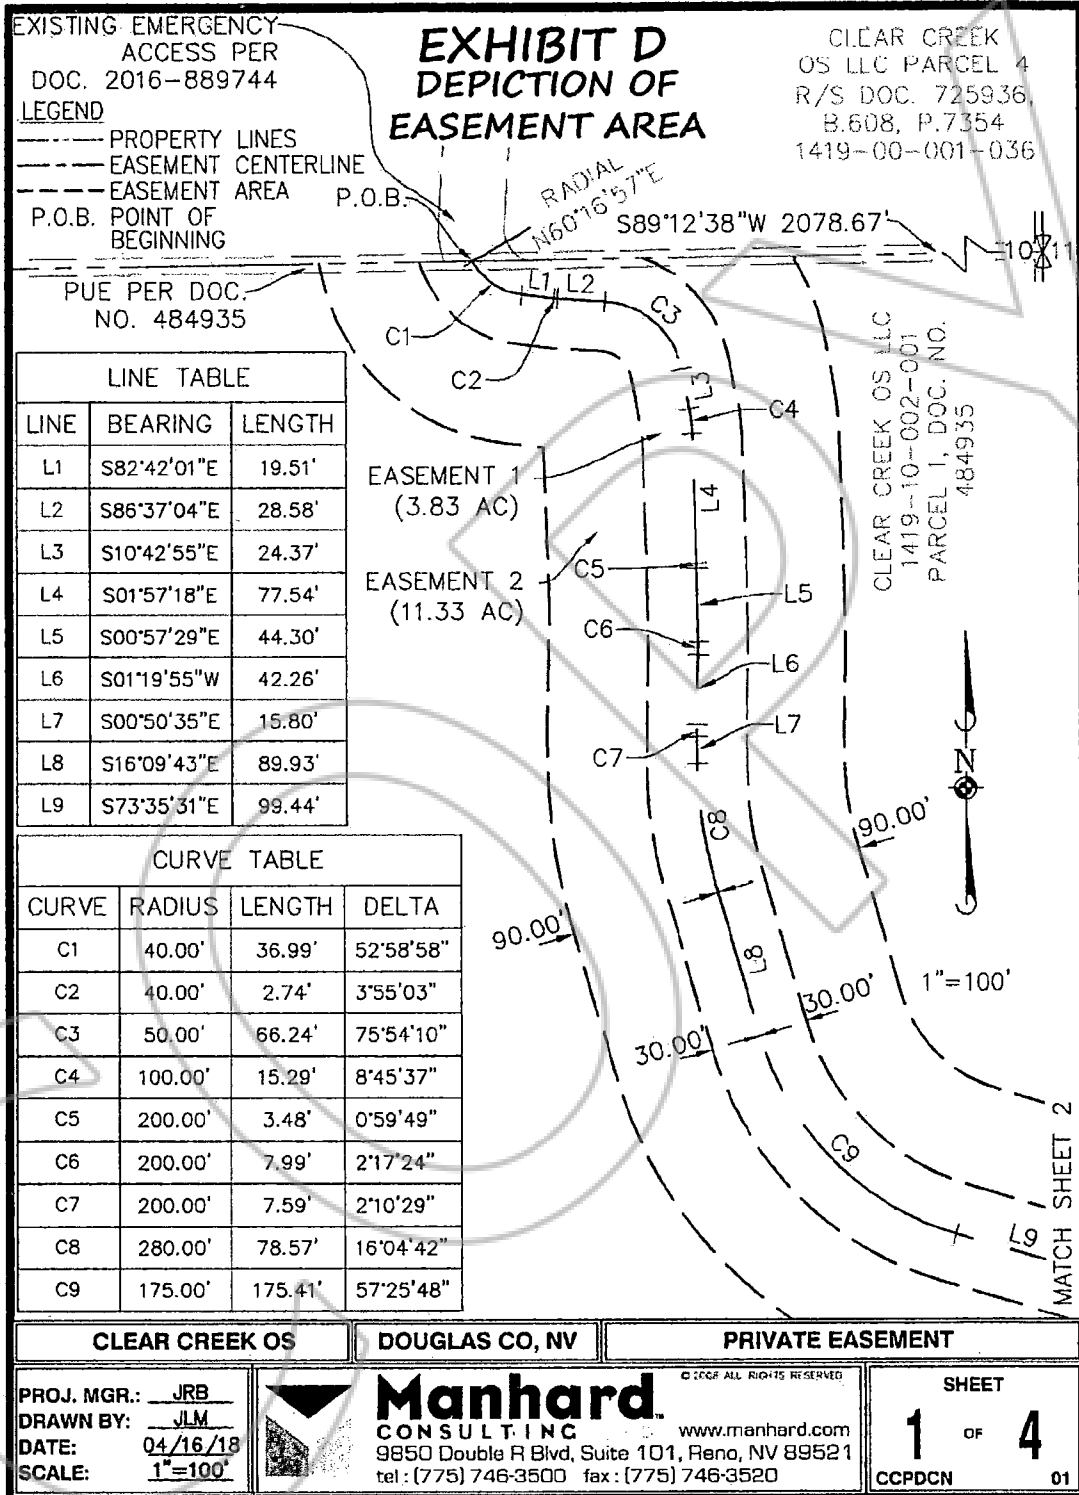 EXISTING EMERGENCY
ACCESS PER
DOC. 2016-889744
EXHIBIT D
DEPICTION OF
EASEMENT AREA
CLEAR CREEK
OS LLC PARCEL 4
R/S DOC. 725936,
B.608, P.7354
1419-00-001-036
LEGEND
PROPERTY LINES
EASEMENT CENTERLINE
EASEMENT AREA
P.O.B. POINT OF
BEGINNING
P.O.B.
RADIAL
N60°16'57"E
S89°12'38"W 2078.67'
10
11
PUE PER DOC.
NO. 484935
L1
L2
C3
C1
C2
L3
C4
CLEAR CREEK OS LLC
1419-10-002-001
PARCEL 1, DOC. NO.
484935
LINE TABLE
LINE BEARING LENGTH
L1 S82°42'01"E 19.51'
L2 S86°37'04"E 28.58'
L3 S10°42'55"E 24.37'
L4 S01°57'18"E 77.54'
L5 S00°57'29"E 44.30'
L6 S01°19'55"W 42.26'
L7 S00°50'35"E 15.80'
L8 S16°09'43"E 89.93'
L9 S73°35'31"E 99.44'
EASEMENT 1
(3.83 AC)
L4
EASEMENT 2
(11.33 AC)
C5
L5
C6
L6
C7
L7
N
C8
90.00'
CURVE TABLE
CURVE RADIUS LENGTH DELTA
C1 40.00' 36.99' 52°58'58"
C2 40.00' 2.74' 3°55'03"
C3 50.00' 66.24' 75°54'10"
C4 100.00' 15.29' 8°45'37"
C5 200.00' 3.48' 0°59'49"
C6 200.00' 7.99' 2°17'24"
C7 200.00' 7.59' 2°10'29"
C8 280.00' 78.57' 16°04'42"
C9 175.00' 175.41' 57°25'48"
90.00'
L8
1"=100'
30.00'
30.00'
C9
L9
MATCH SHEET 2
CLEAR CREEK OS
DOUGLAS CO, NV
PRIVATE EASEMENT
PROJ. MGR.: JRB
DRAWN BY: JLM
DATE: 04/16/18
SCALE: 1"=100'
Manhard
CONSULTING
ALL RIGHTS RESERVED
www.manhard.com
9850 Double R Blvd, Suite 101, Reno, NV 89521
tel: (775) 746-3500 fax: (775) 746-3520
SHEET
1 OF 4
CCPDCN 01